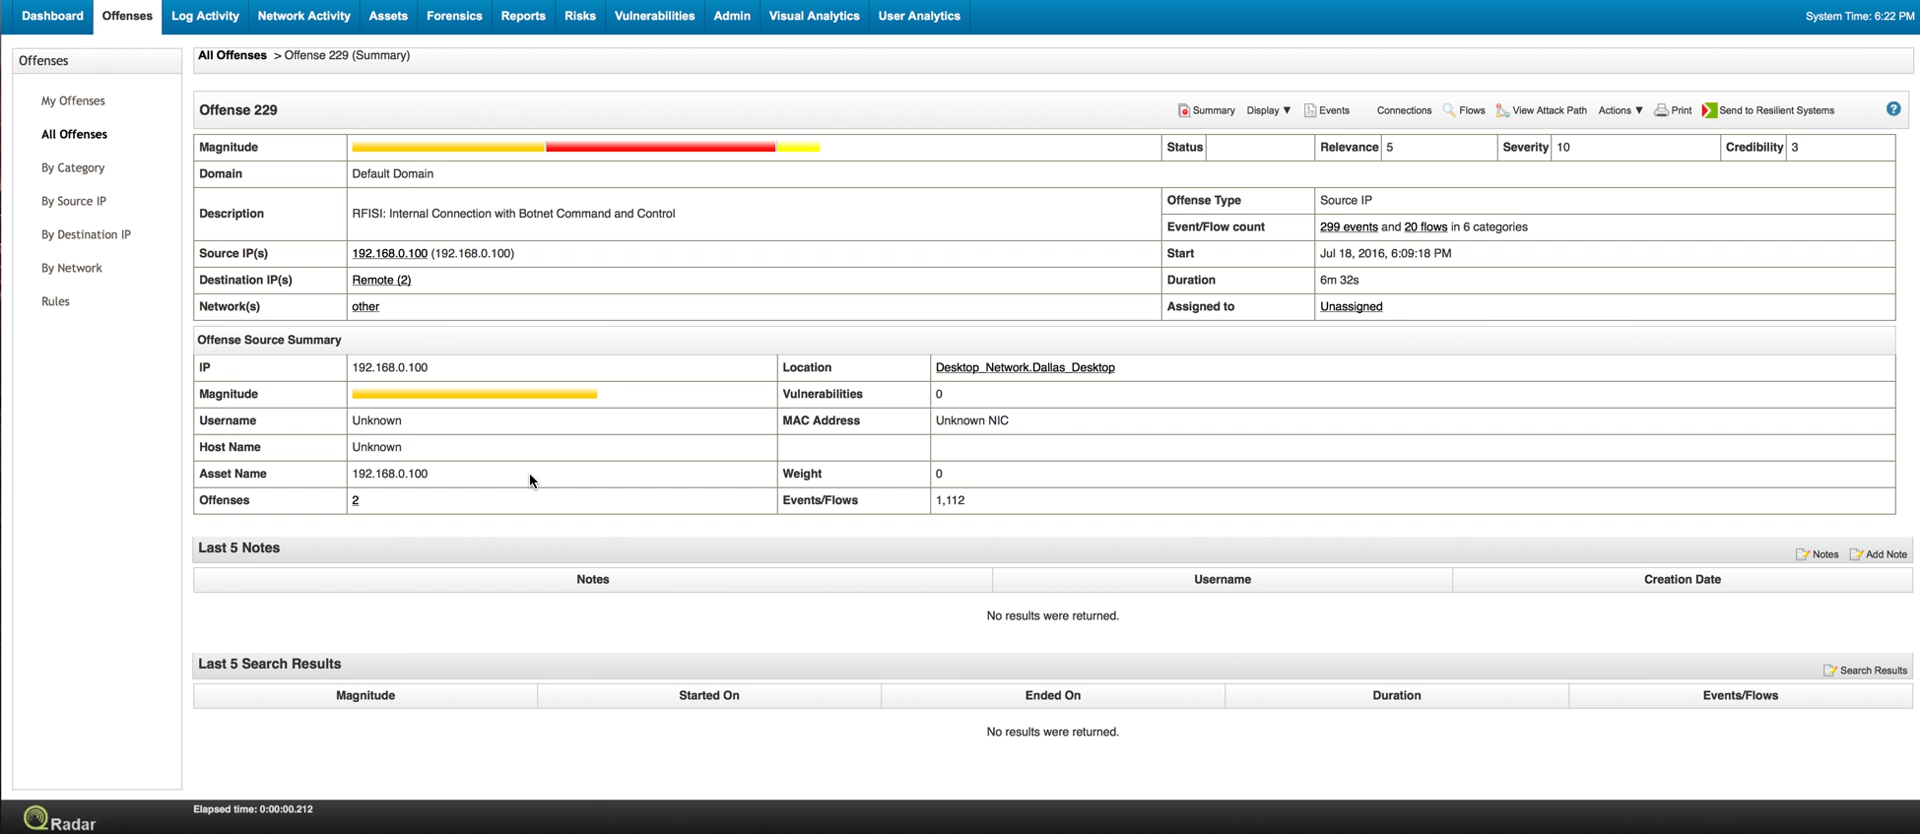 Dashboard Offenses Log Activity Network Activity Assets Forensics Reports Risks Vulnerabilities Admin Visual Analytics User Analytics System Time: 6:22 PM
Offenses
My Offenses
All Offenses
By Category
By Source IP
By Destination IP
By Network
Rules
All Offenses > Offense 229 (Summary)
Offense 229 Summary Display ▼ Events Connections Flows View Attack Path Actions ▼ Print Send to Resilient Systems ?
Magnitude Status Relevance 5 Severity 10 Credibility 3
Domain Default Domain
Description RFISI: Internal Connection with Botnet Command and Control
Offense Type Source IP
Event/Flow count 299 events and 20 flows in 6 categories
Source IP(s) 192.168.0.100 (192.168.0.100) Start Jul 18, 2016, 6:09:18 PM
Destination IP(s) Remote (2) Duration 6m 32s
Network(s) other Assigned to Unassigned
Offense Source Summary
IP 192.168.0.100 Location Desktop_Network.Dallas_Desktop
Magnitude Vulnerabilities 0
Username Unknown MAC Address Unknown NIC
Host Name Unknown
Asset Name 192.168.0.100 Weight 0
Offenses 2 Events/Flows 1,112
Last 5 Notes Notes Add Note
Notes Username Creation Date
No results were returned.
Last 5 Search Results Search Results
Magnitude Started On Ended On Duration Events/Flows
No results were returned.
QRadar Elapsed time: 0:00:00.212